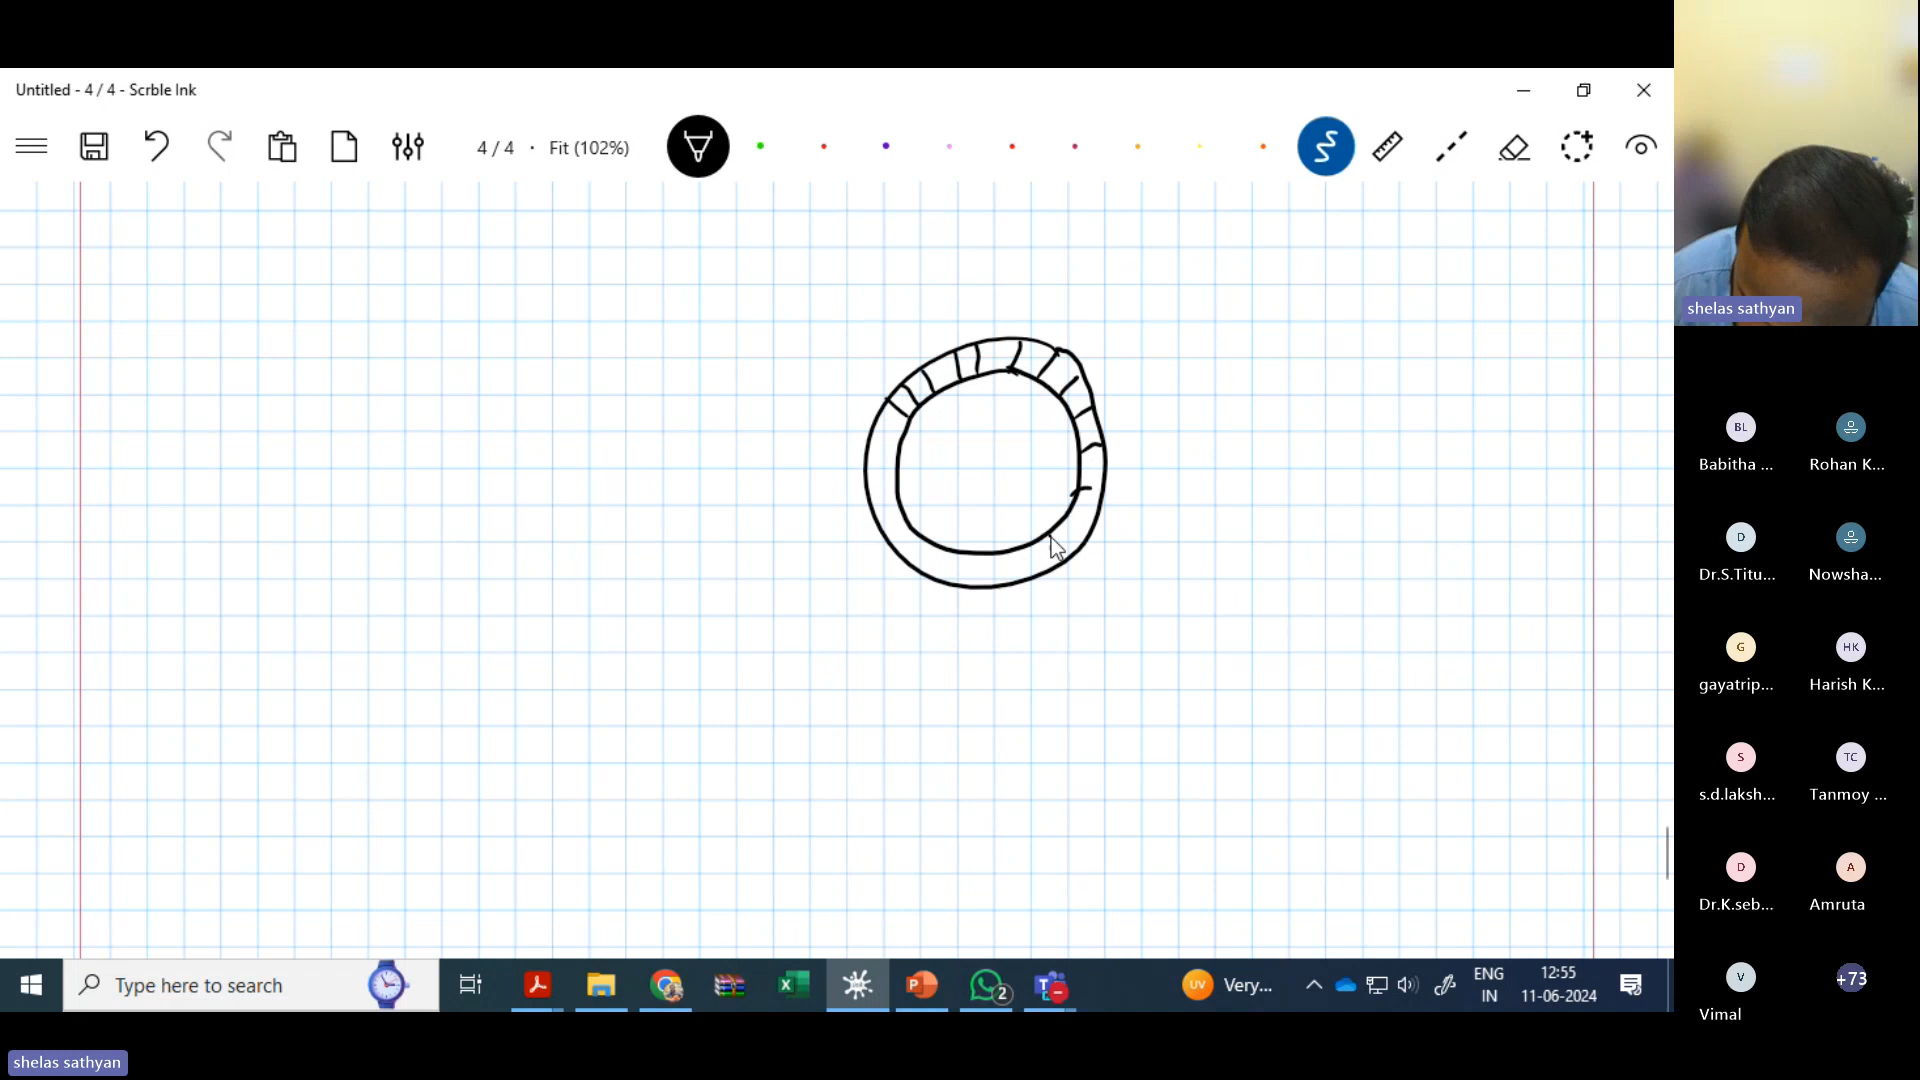 Untitled - 4 / 4 - Scrble Ink
4 / 4 · Fit (102%)
shelas sathyan
BL
Babitha ...
Rohan K...
D
Dr.S.Titu...
Nowsha...
G
gayatrip...
HK
Harish K...
S
s.d.laksh...
TC
Tanmoy ...
D
Dr.K.seb...
A
Amruta
V
Vimal
+73
Type here to search
X
P
2
T
UV
Very...
ENG
IN
12:55
11-06-2024
shelas sathyan